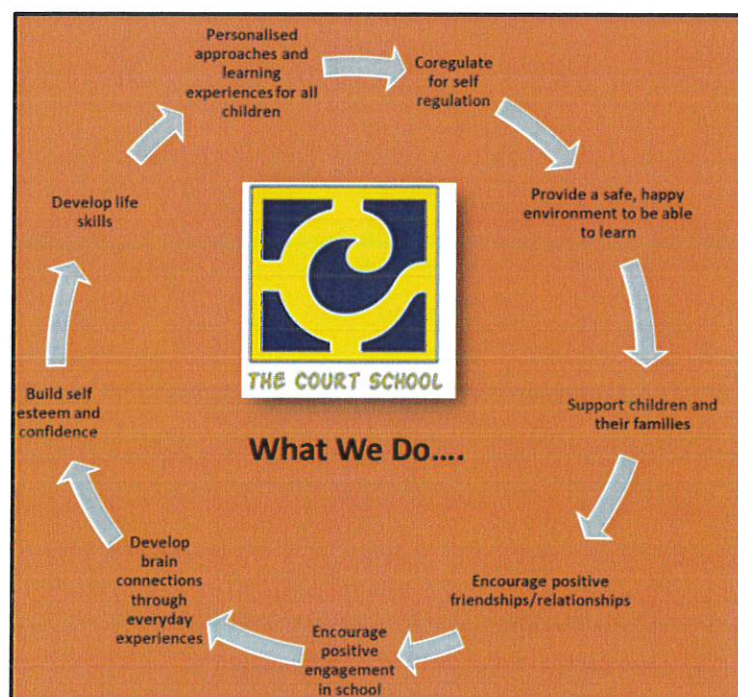 Personalised
approaches and
learning
experiences for all
children
Coregulate
for self
regulation
Provide a safe, happy
environment to be able
to learn
Support children and
their families
Encourage positive
friendships/relationships
Encourage
positive
engagement
in school
Develop
brain
connections
through
everyday
experiences
Build self
esteem and
confidence
Develop life
skills
THE COURT SCHOOL
What We Do....